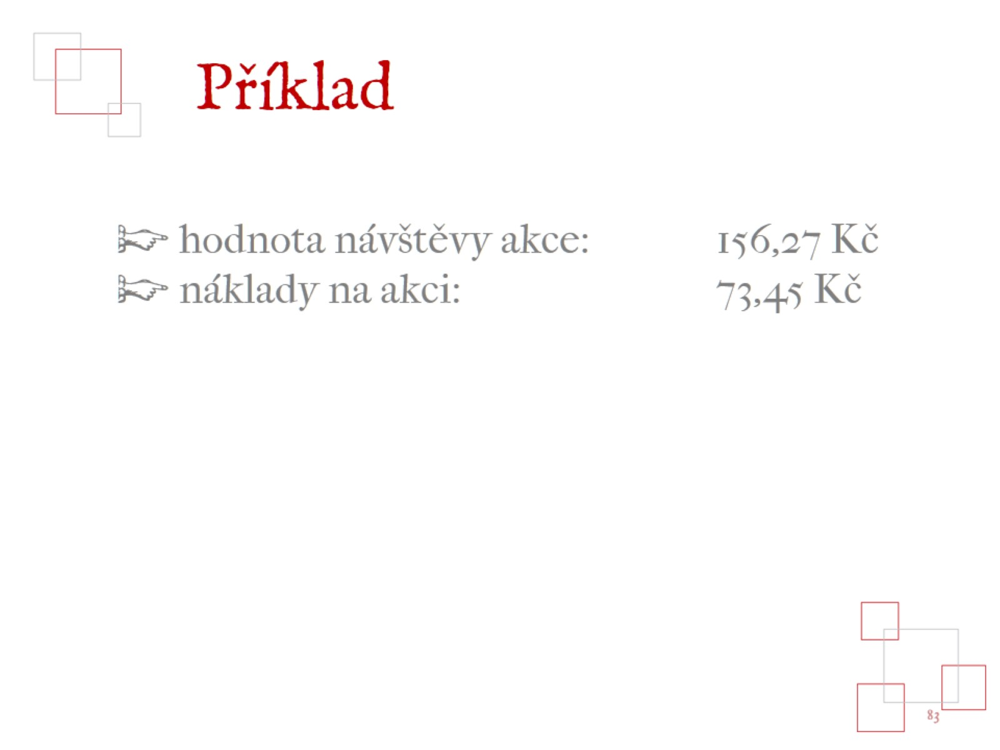 Příklad
☞ hodnota návštěvy akce: 156,27 Kč
☞ náklady na akci: 73,45 Kč
83